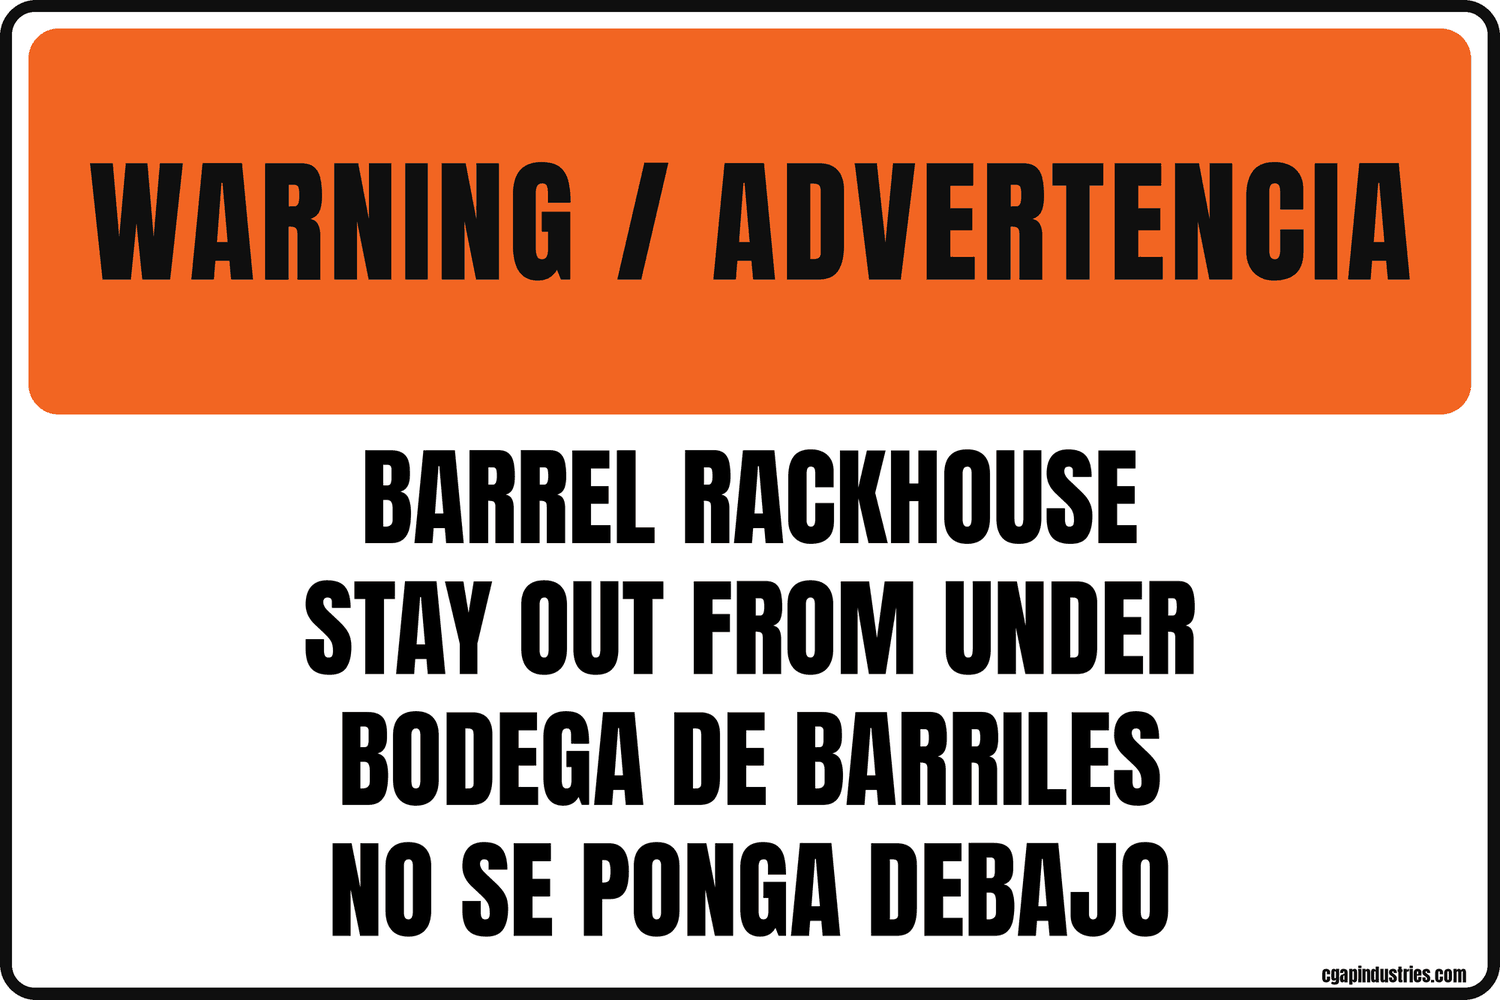 WARNING / ADVERTENCIA
BARREL RACKHOUSE
STAY OUT FROM UNDER
BODEGA DE BARRILES
NO SE PONGA DEBAJO
cgapindustries.com